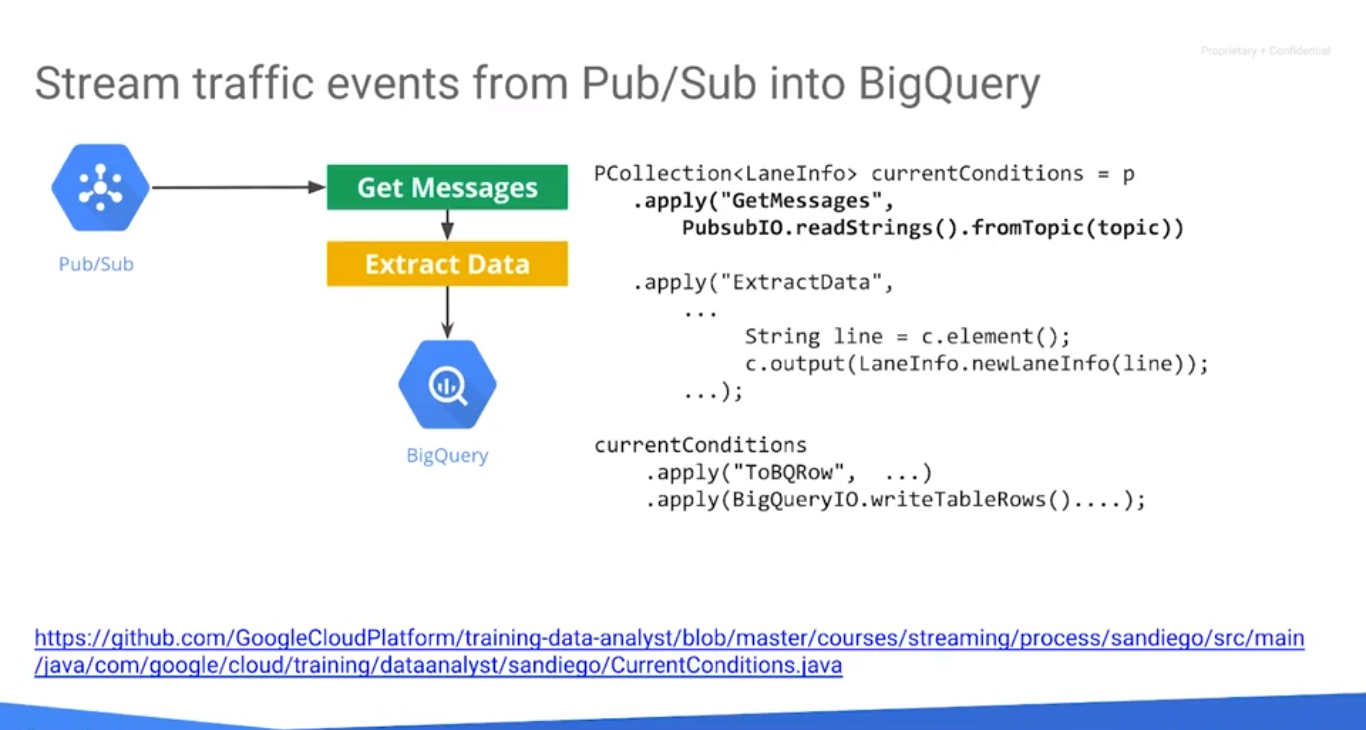 Proprietary + Confidential
Stream traffic events from Pub/Sub into BigQuery
Pub/Sub
Get Messages
Extract Data
BigQuery
PCollection<LaneInfo> currentConditions = p
.apply("GetMessages",
PubsubIO.readStrings().fromTopic(topic))
.apply("ExtractData",
...
String line = c.element();
c.output(LaneInfo.newLaneInfo(line));
...);
currentConditions
.apply("ToBQRow", ...)
.apply(BigQueryIO.writeTableRows()....);
https://github.com/GoogleCloudPlatform/training-data-analyst/blob/master/courses/streaming/process/sandiego/src/main
/java/com/google/cloud/training/dataanalyst/sandiego/CurrentConditions.java